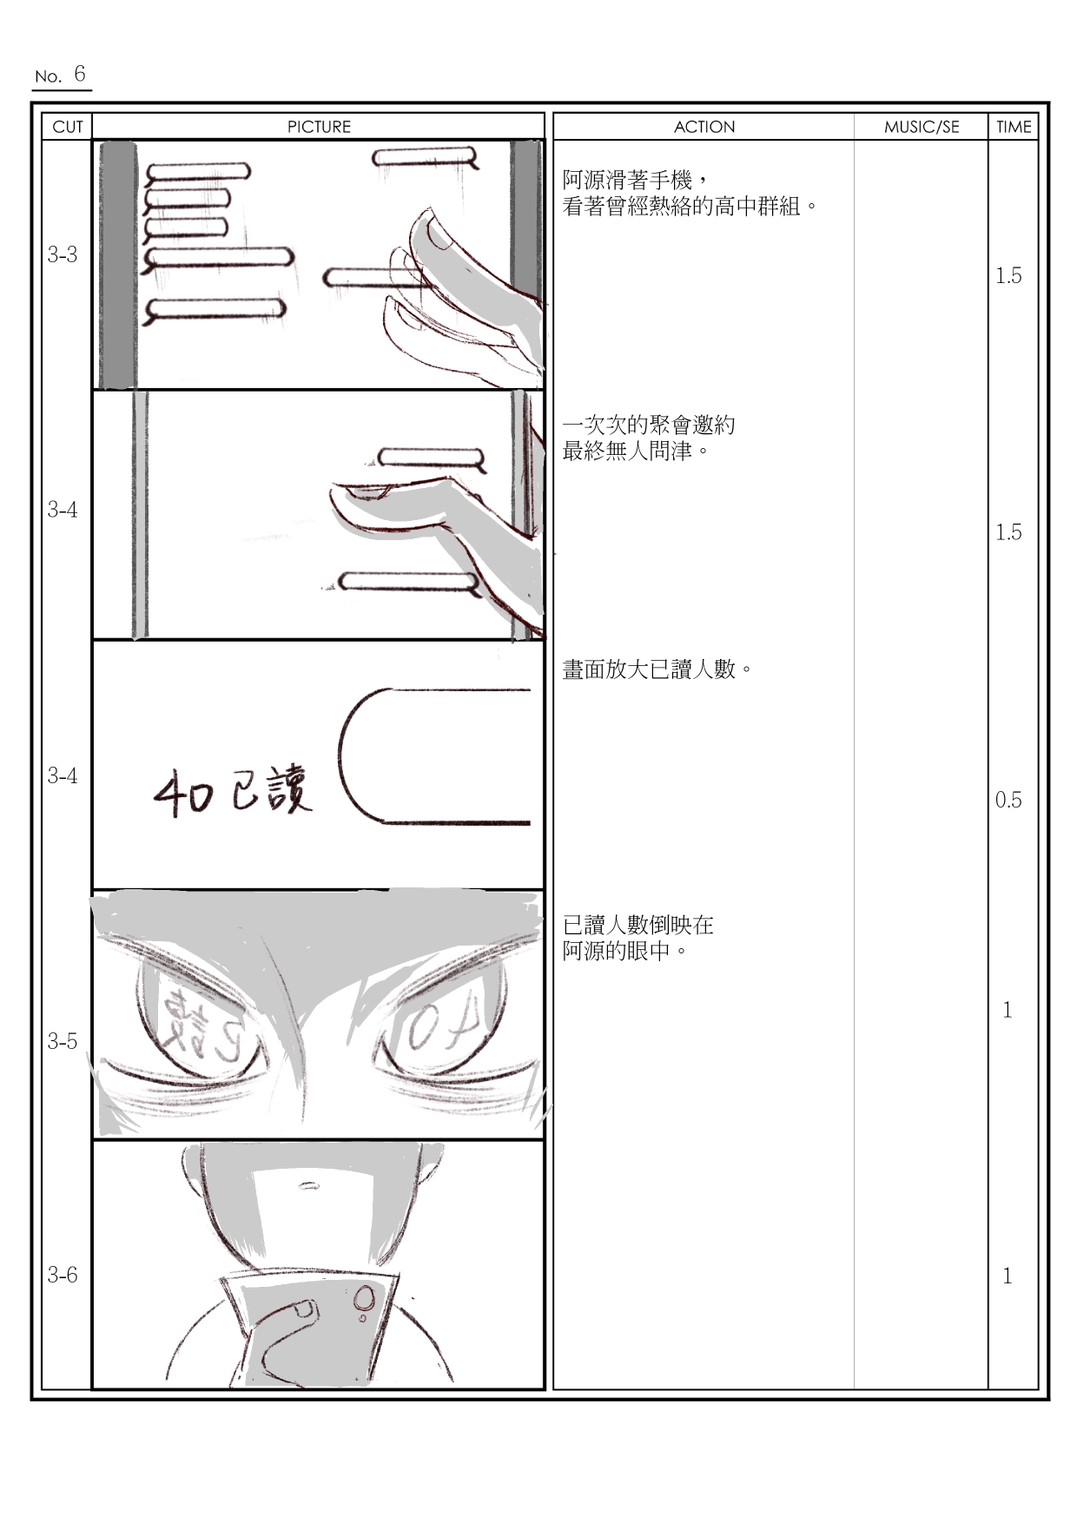 No. 6
CUT PICTURE ACTION MUSIC/SE TIME
3-3
阿源滑著手機，
看著曾經熱絡的高中群組。
1.5
3-4
一次次的聚會邀約
最終無人問津。
1.5
3-4
40 已讀
畫面放大已讀人數。
0.5
3-5
已讀
40
已讀人數倒映在
阿源的眼中。
1
3-6
1